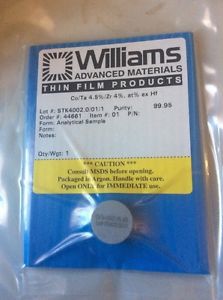 Williams
ADVANCED MATERIALS
THIN FILM PRODUCTS
Co/Ta 4.5%/Zr 4%, at% ex Hf
Lot #: STK4002/0/01/1 Purity: 99.95
Order #: 44661 Item #: 01 P/N:
Form: Analytical Sample
Form:
Notes:
Qty/Wgt: 1
*** CAUTION ***
Consult MSDS before opening.
Packaged in Argon. Handle with care.
Open ONLY for IMMEDIATE use.